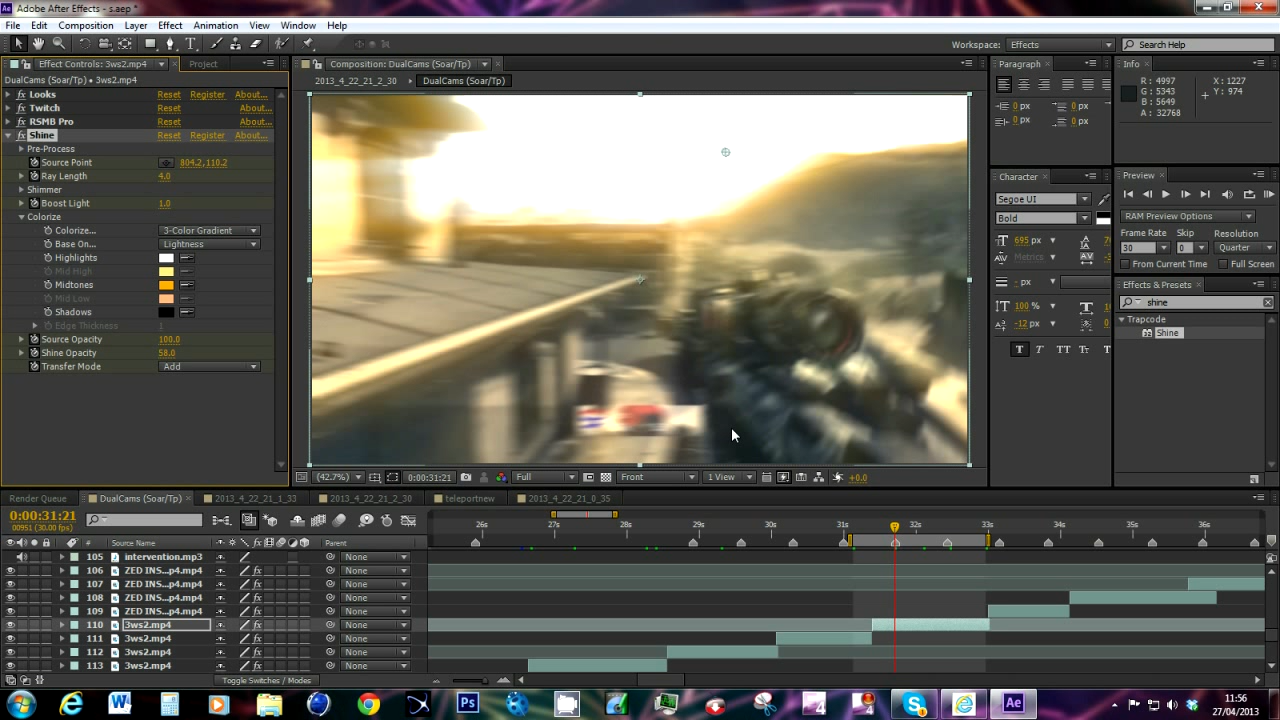 Adobe After Effects - s.aep *
File Edit Composition Layer Effect Animation View Window Help
Workspace: Effects Search Help
Effect Controls: 3ws2.mp4 Project
DualCams (Soar/Tp) • 3ws2.mp4
Looks Reset Register About...
Twitch Reset About...
RSMB Pro Reset Register About...
Shine Reset Register About...
Pre-Process
Source Point 804.2,110.2
Ray Length 4.0
Shimmer
Boost Light 1.0
Colorize
Colorize... 3-Color Gradient
Base On... Lightness
Highlights
Mid High
Midtones
Mid Low
Shadows
Edge Thickness 1
Source Opacity 100.0
Shine Opacity 58.0
Transfer Mode Add
Composition: DualCams (Soar/Tp)
2013_4_22_21_2_30 DualCams (Soar/Tp)
(42.7%) 0:00:31:21 Full Front 1 View +0.0
Paragraph
0 px 0 px
0 px 0 px
Character
Segoe UI
Bold
695 px
Metrics
- px
100 %
-12 px
Info
R : 4997
G : 5343
B : 5649
A : 32768
X : 1227
Y : 974
Preview
RAM Preview Options
Frame Rate Skip Resolution
30 0 Quarter
From Current Time Full Screen
Effects & Presets
shine
Trapcode
Shine
Render Queue DualCams (Soar/Tp) 2013_4_22_21_1_33 2013_4_22_21_2_30 teleportnew 2013_4_22_21_0_35
0:00:31:21
00951 (30.00 fps)
# Source Name Parent
26s 27s 28s 29s 30s 31s 32s 33s 34s 35s 36s
105 intervention.mp3 None
106 ZED INS...p4.mp4 None
107 ZED INS...p4.mp4 None
108 ZED INS...p4.mp4 None
109 ZED INS...p4.mp4 None
110 3ws2.mp4 None
111 3ws2.mp4 None
112 3ws2.mp4 None
113 3ws2.mp4 None
Toggle Switches / Modes
11:56
27/04/2013